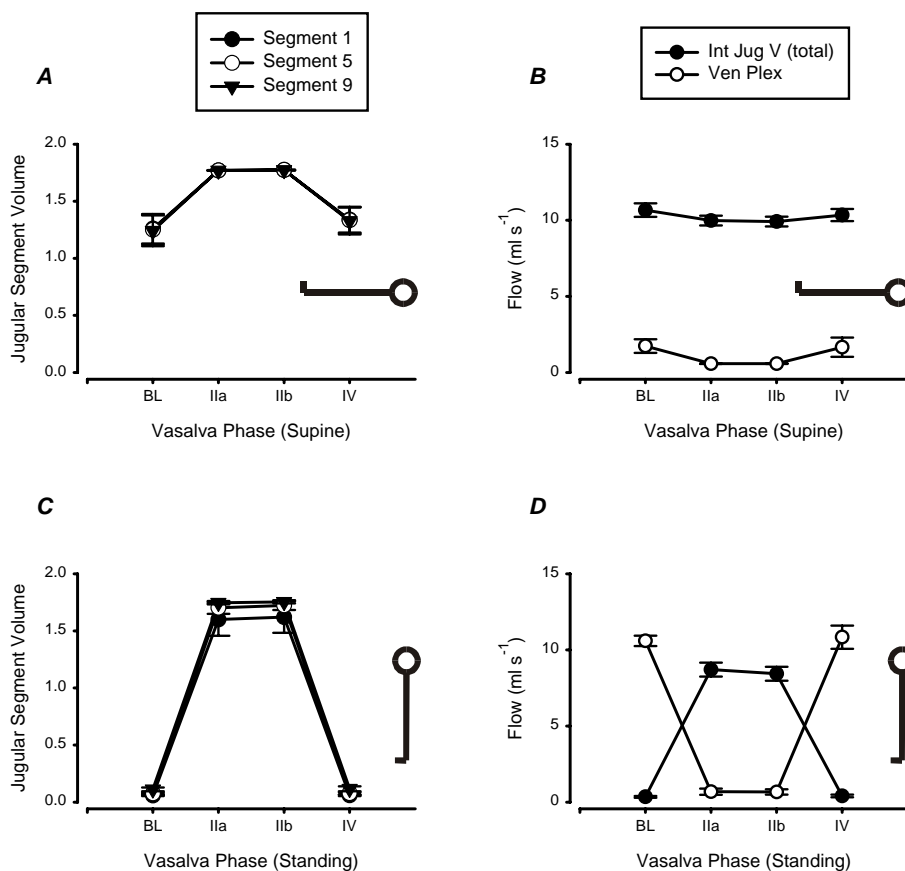 Segment 1
Segment 5
Segment 9
A
2.0
1.5
1.0
0.5
0.0
Jugular Segment Volume
BL IIa IIb IV
Vasalva Phase (Supine)
Int Jug V (total)
Ven Plex
B
15
10
5
0
Flow (ml s⁻¹)
BL IIa IIb IV
Vasalva Phase (Supine)
C
2.0
1.5
1.0
0.5
0.0
Jugular Segment Volume
BL IIa IIb IV
Vasalva Phase (Standing)
D
15
10
5
0
Flow (ml s⁻¹)
BL IIa IIb IV
Vasalva Phase (Standing)